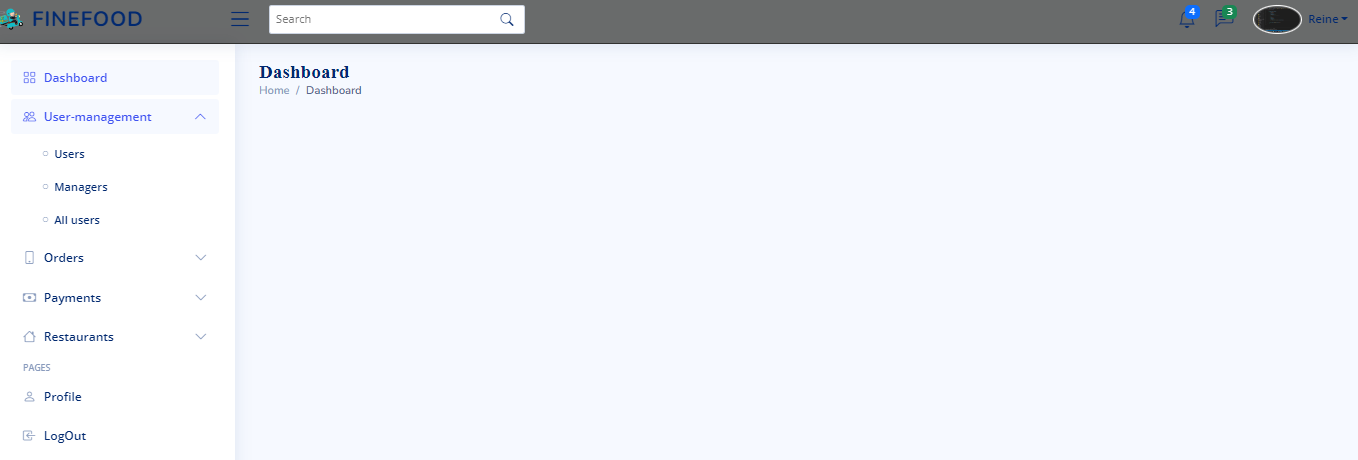 FINEFOOD
Search
4
3
Reine
Dashboard
User-management
Users
Managers
All users
Orders
Payments
Restaurants
PAGES
Profile
LogOut
Dashboard
Home / Dashboard